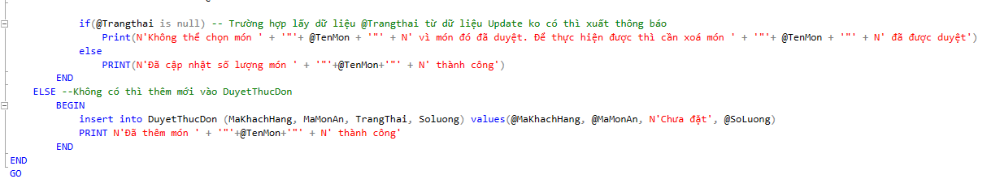 if(@Trangthai is null) -- Trường hợp lấy dữ liệu @Trangthai từ dữ liệu Update ko có thì xuất thông báo
Print(N'Không thể chọn món ' + '"'+ @TenMon + '"' + N' vì món đó đã duyệt. Để thực hiện được thì cần xoá món ' + '"'+ @TenMon + '"' + N' đã được duyệt')
else
PRINT(N'Đã cập nhật số lượng món ' + '"'+@TenMon+'"' + N' thành công')
END
ELSE --Không có thì thêm mới vào DuyetThucDon
BEGIN
insert into DuyetThucDon (MaKhachHang, MaMonAn, TrangThai, Soluong) values(@MaKhachHang, @MaMonAn, N'Chưa đặt', @SoLuong)
PRINT N'Đã thêm món ' + '"'+@TenMon+'"' + N' thành công'
END
END
GO